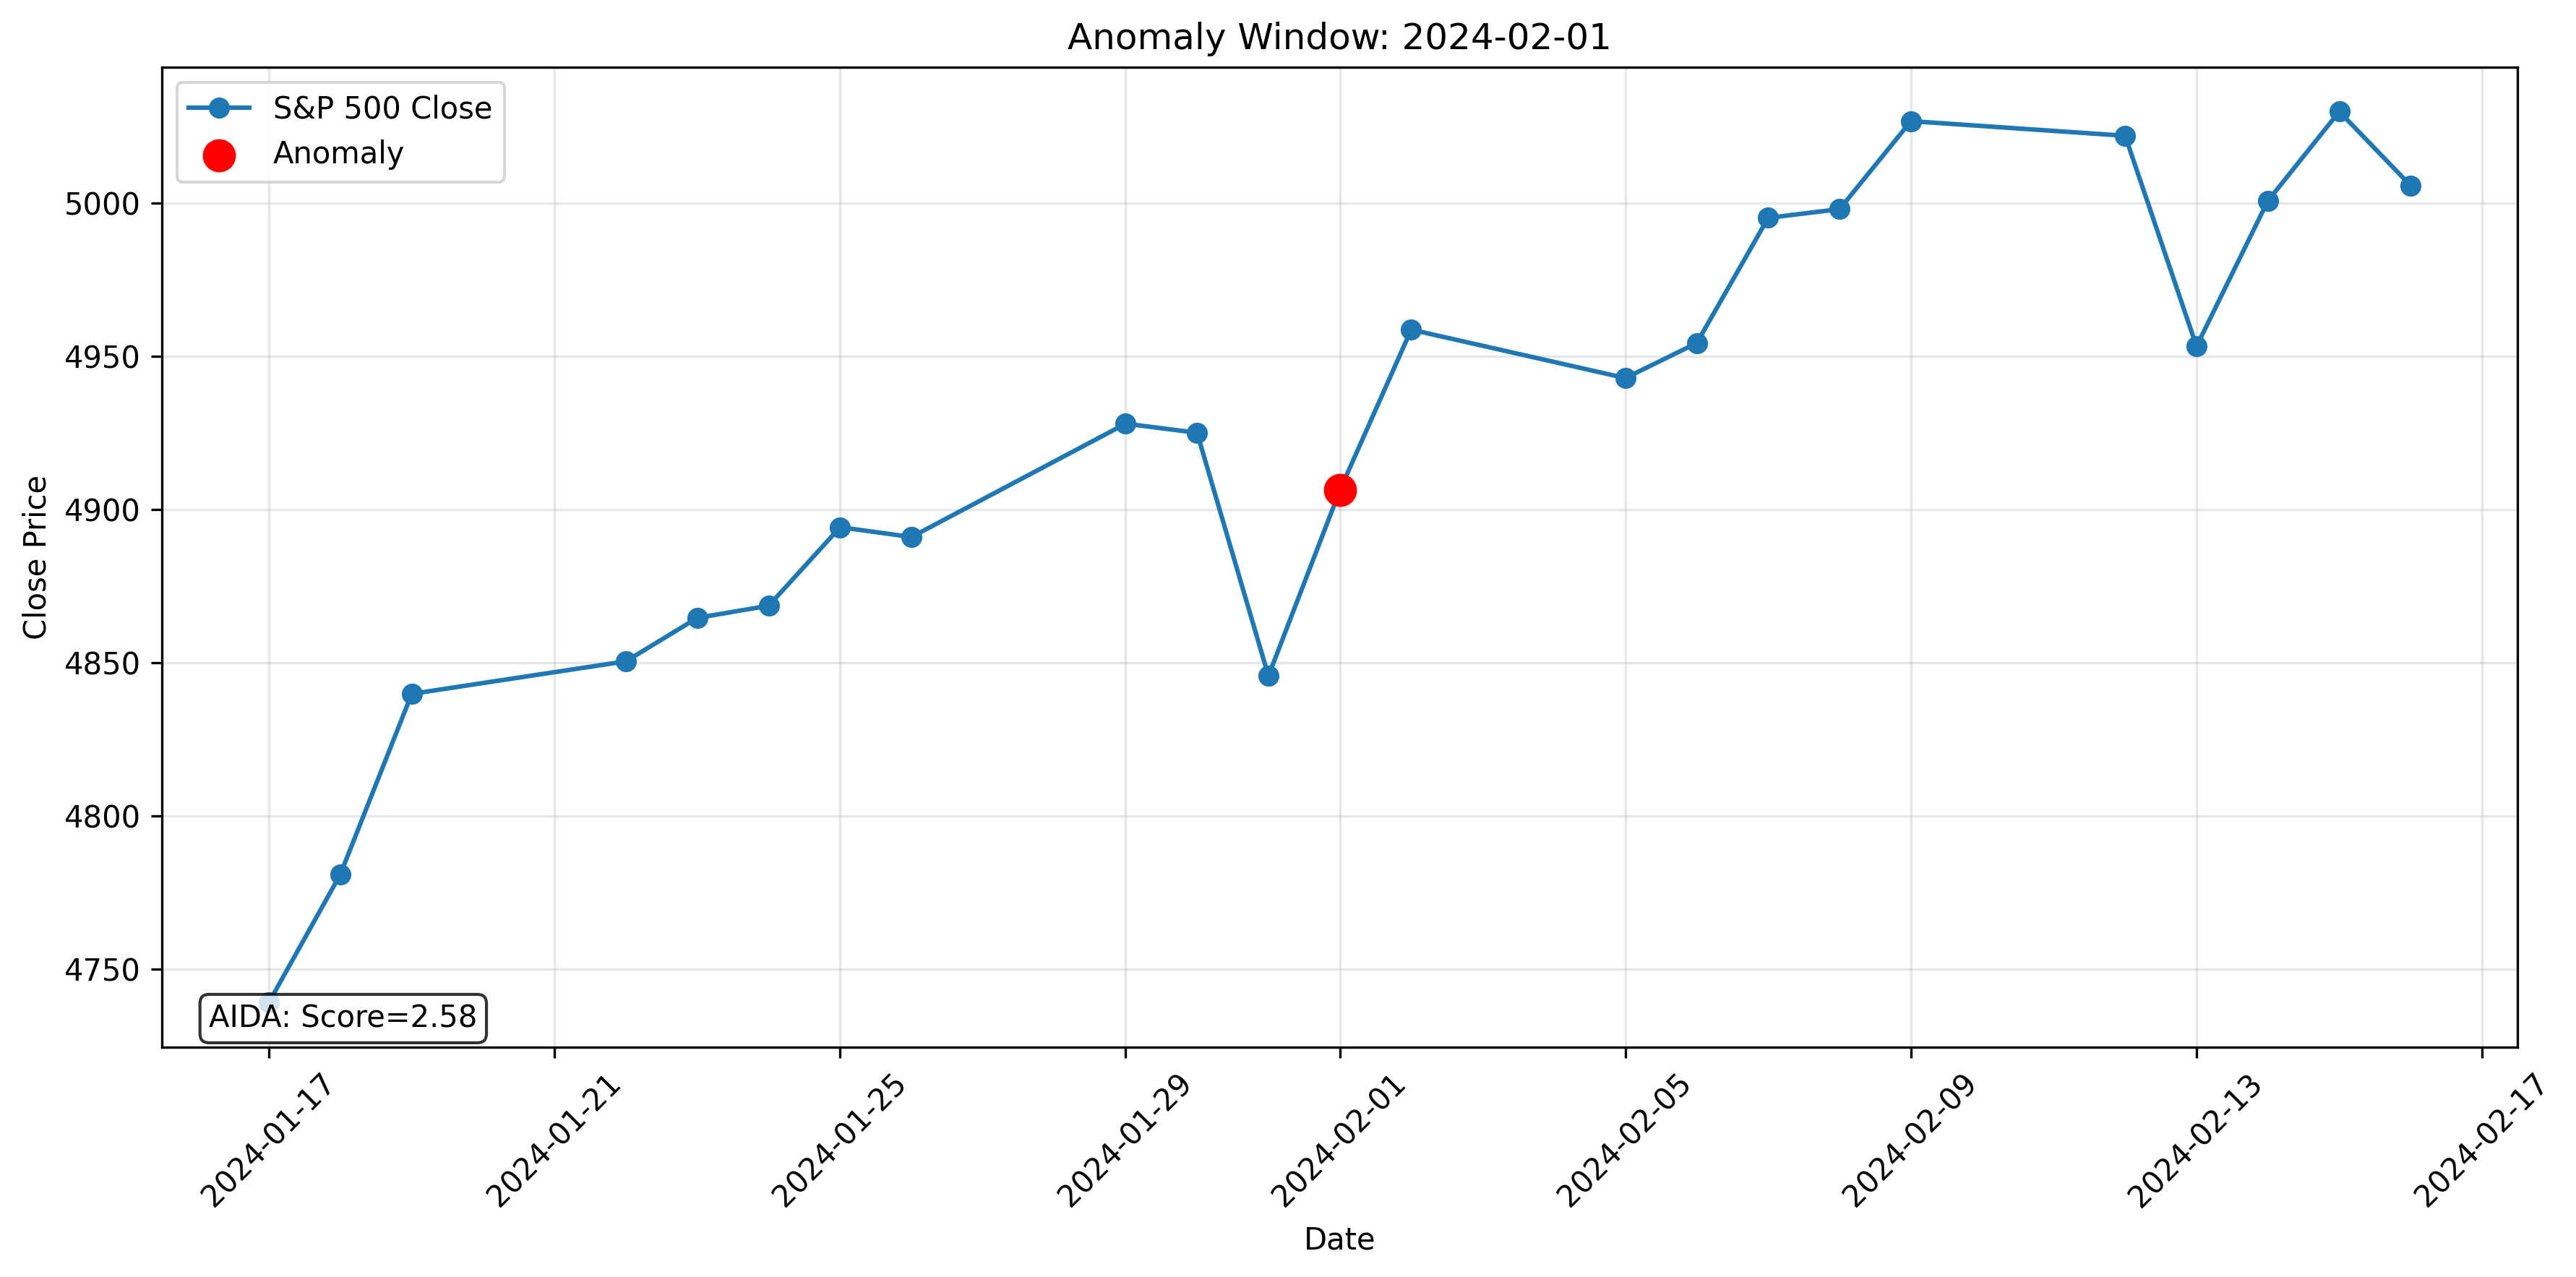 Anomaly Window: 2024-02-01
S&P 500 Close
Anomaly
5000
4950
4900
4850
4800
4750
Close Price
AIDA: Score=2.58
2024-01-17
2024-01-21
2024-01-25
2024-01-29
2024-02-01
2024-02-05
2024-02-09
2024-02-13
2024-02-17
Date